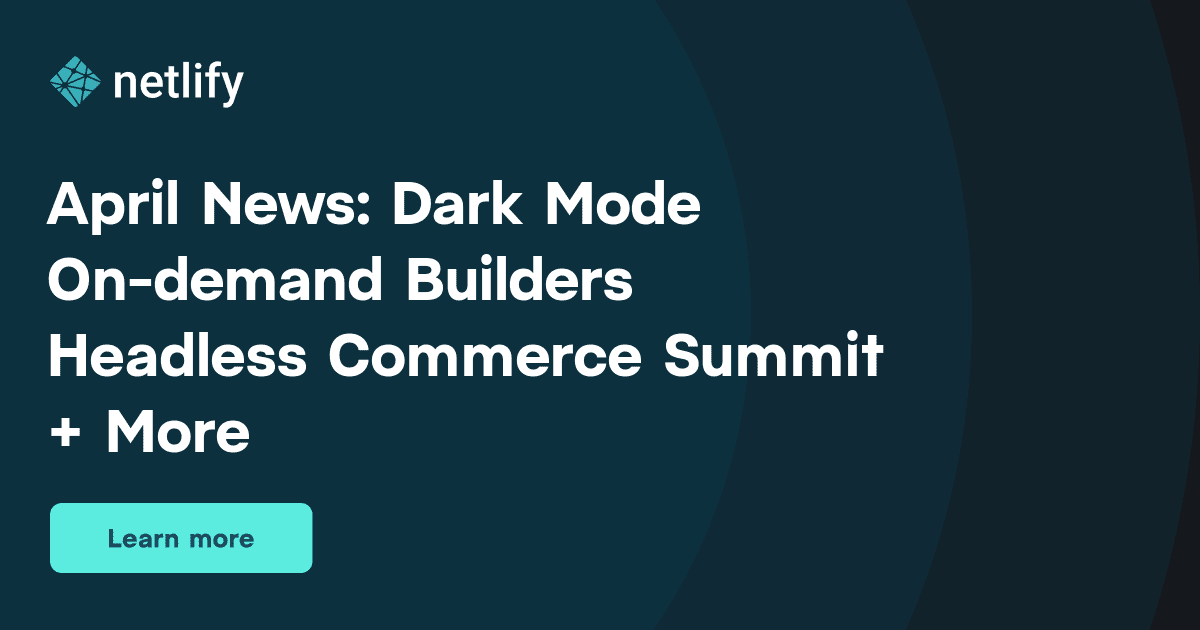 netlify
April News: Dark Mode
On-demand Builders
Headless Commerce Summit
+ More
Learn more